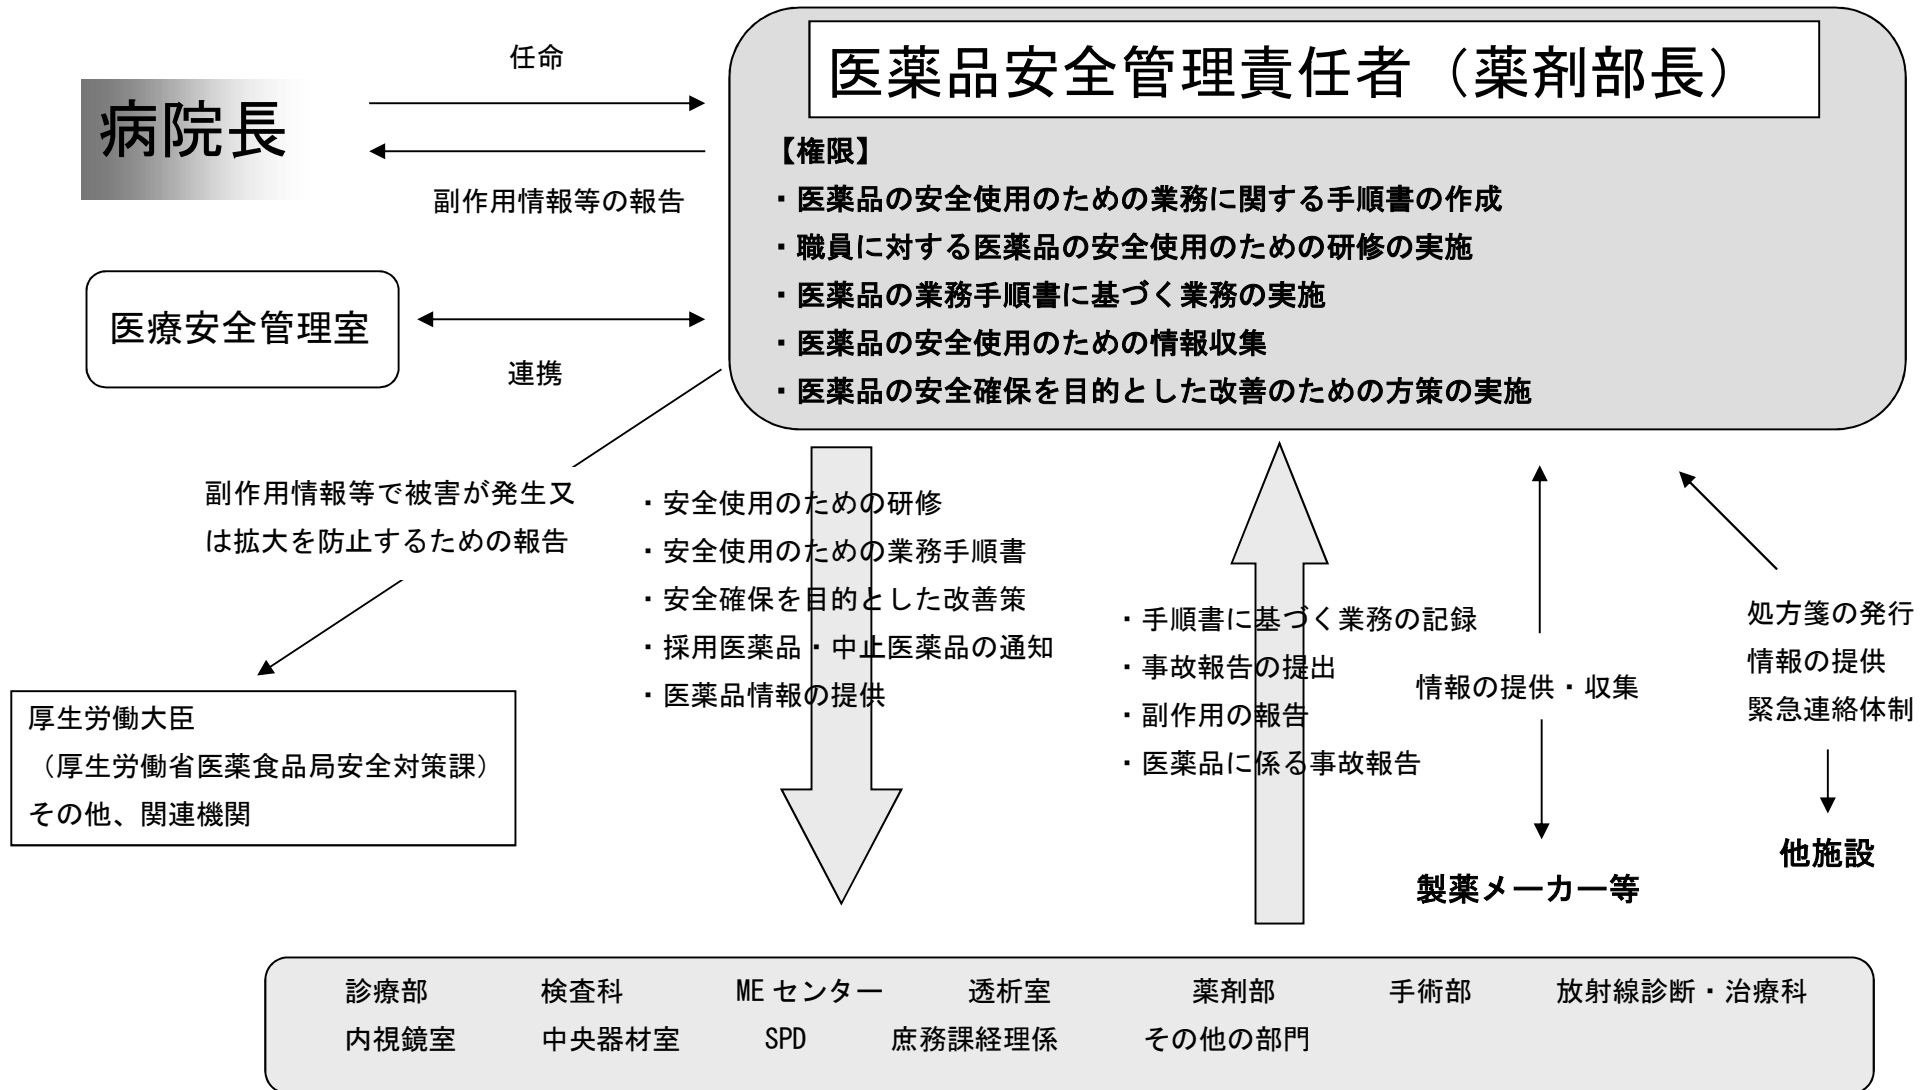 任命
医薬品安全管理責任者（薬剤部長）
病院長
【権限】
・医薬品の安全使用のための業務に関する手順書の作成
・職員に対する医薬品の安全使用のための研修の実施
・医薬品の業務手順書に基づく業務の実施
・医薬品の安全使用のための情報収集
・医薬品の安全確保を目的とした改善のための方策の実施
副作用情報等の報告
医療安全管理室
連携
副作用情報等で被害が発生又
は拡大を防止するための報告
・安全使用のための研修
・安全使用のための業務手順書
・安全確保を目的とした改善策
・採用医薬品・中止医薬品の通知
・医薬品情報の提供
・手順書に基づく業務の記録
・事故報告の提出
・副作用の報告
・医薬品に係る事故報告
情報の提供・収集
処方箋の発行
情報の提供
緊急連絡体制
厚生労働大臣
（厚生労働省医薬食品局安全対策課）
その他、関連機関
他施設
製薬メーカー等
診療部 検査科 MEセンター 透析室 薬剤部 手術部 放射線診断・治療科
内視鏡室 中央器材室 SPD 庶務課経理係 その他の部門